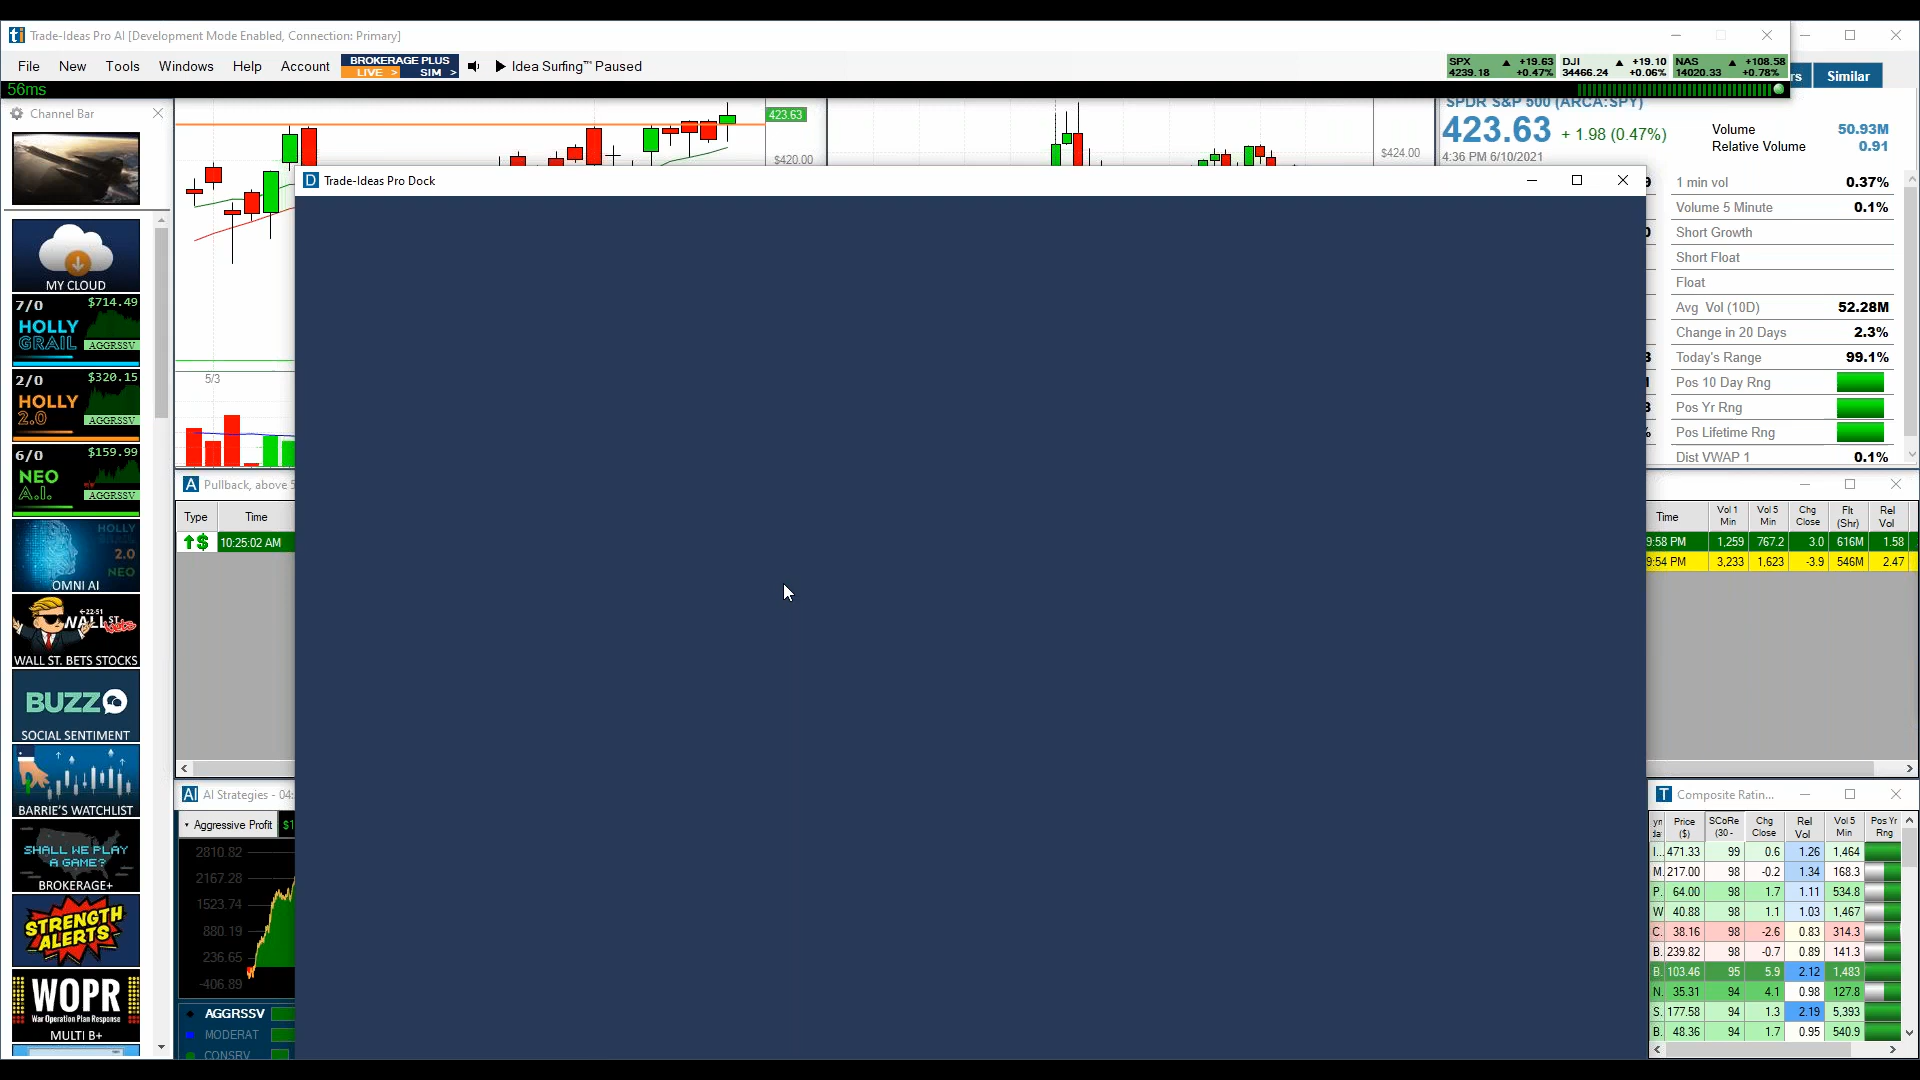 ti Trade-Ideas Pro AI [Development Mode Enabled, Connection: Primary]
File New Tools Windows Help Account
BROKERAGE PLUS
LIVE > SIM >
Idea Surfing™ Paused
SPX +19.63
4239.18 +0.47%
DJI +19.10
34466.24 +0.06%
NAS +108.58
14020.33 +0.78%
Similar
56ms
Channel Bar
MY CLOUD
7/0 $714.49
HOLLY
GRAIL
AGGRSSV
2/0 $320.15
HOLLY
2.0
AGGRSSV
6/0 $159.99
NEO
A.I.
AGGRSSV
HOLLY
2.0
NEO
OMNI AI
WALL ST. BETS STOCKS
BUZZ
SOCIAL SENTIMENT
BARRIE'S WATCHLIST
SHALL WE PLAY
A GAME?
BROKERAGE+
STRENGTH
ALERTS
WOPR
War Operation Plan Response
MULTI B+
423.63
$420.00
5/3
$424.00
SPDR S&P 500 (ARCA:SPY)
423.63 + 1.98 (0.47%)
4:36 PM 6/10/2021
Volume 50.93M
Relative Volume 0.91
1 min vol 0.37%
Volume 5 Minute 0.1%
Short Growth
Short Float
Float
Avg Vol (10D) 52.28M
Change in 20 Days 2.3%
Today's Range 99.1%
Pos 10 Day Rng
Pos Yr Rng
Pos Lifetime Rng
Dist VWAP 1 0.1%
D Trade-Ideas Pro Dock
A Pullback, above 5
Type Time
10:25:02 AM
Time Vol 1 Min Vol 5 Min Chg Close Flt (Shr) Rel Vol
9:58 PM 1,259 767.2 3.0 616M 1.58
9:54 PM 3,233 1,623 -3.9 546M 2.47
AI AI Strategies - 04:
Aggressive Profit $1
2810.82
2167.28
1523.74
880.19
236.65
-406.89
AGGRSSV
MODERAT
CONSRV
T Composite Ratin...
Price ($) SCoRe (30 - Chg Close Rel Vol Vol 5 Min Pos Yr Rng
I... 471.33 99 0.6 1.26 1,464
M. 217.00 98 -0.2 1.34 168.3
P. 64.00 98 1.7 1.11 534.8
W 40.88 98 1.1 1.03 1,467
C. 38.16 98 -2.6 0.83 314.3
B. 239.82 98 -0.7 0.89 141.3
B. 103.46 95 5.9 2.12 1,483
N. 35.31 94 4.1 0.98 127.8
S. 177.58 94 1.3 2.19 5,393
B. 48.36 94 1.7 0.95 540.9